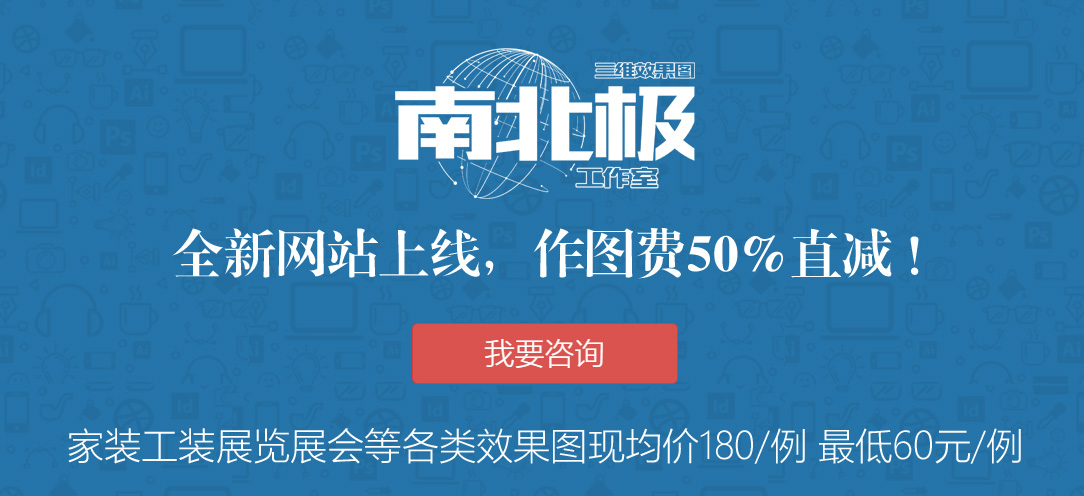 三维效果图
南北极
工作室
全新网站上线，作图费50%直减！
我要咨询
家装工装展览展会等各类效果图现均价180/例 最低60元/例